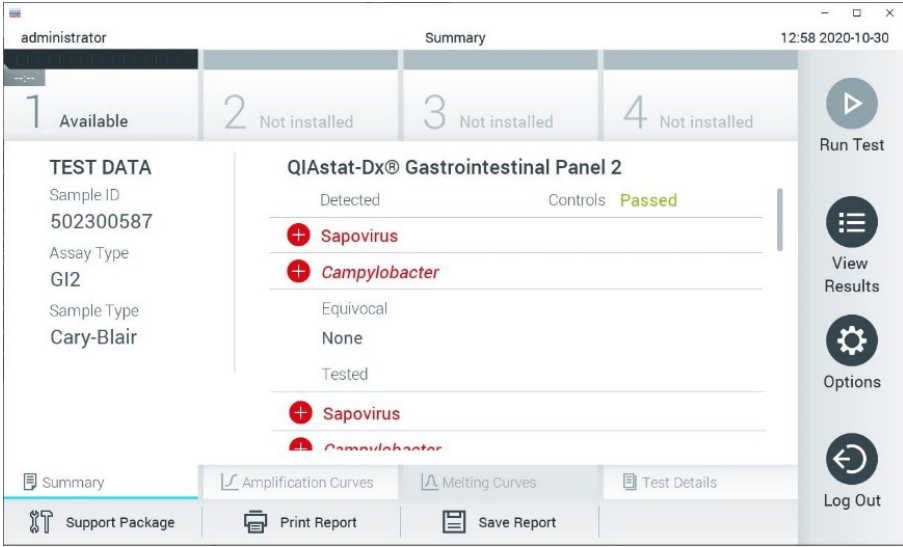 administrator
Summary
12:58 2020-10-30
--:--
1 Available
2 Not installed
3 Not installed
4 Not installed
Run Test
View
Results
Options
Log Out
TEST DATA
Sample ID
502300587
Assay Type
GI2
Sample Type
Cary-Blair
QIAstat-Dx® Gastrointestinal Panel 2
Detected Controls Passed
Sapovirus
Campylobacter
Equivocal
None
Tested
Sapovirus
Campylobacter
Summary
Amplification Curves
Melting Curves
Test Details
Support Package
Print Report
Save Report